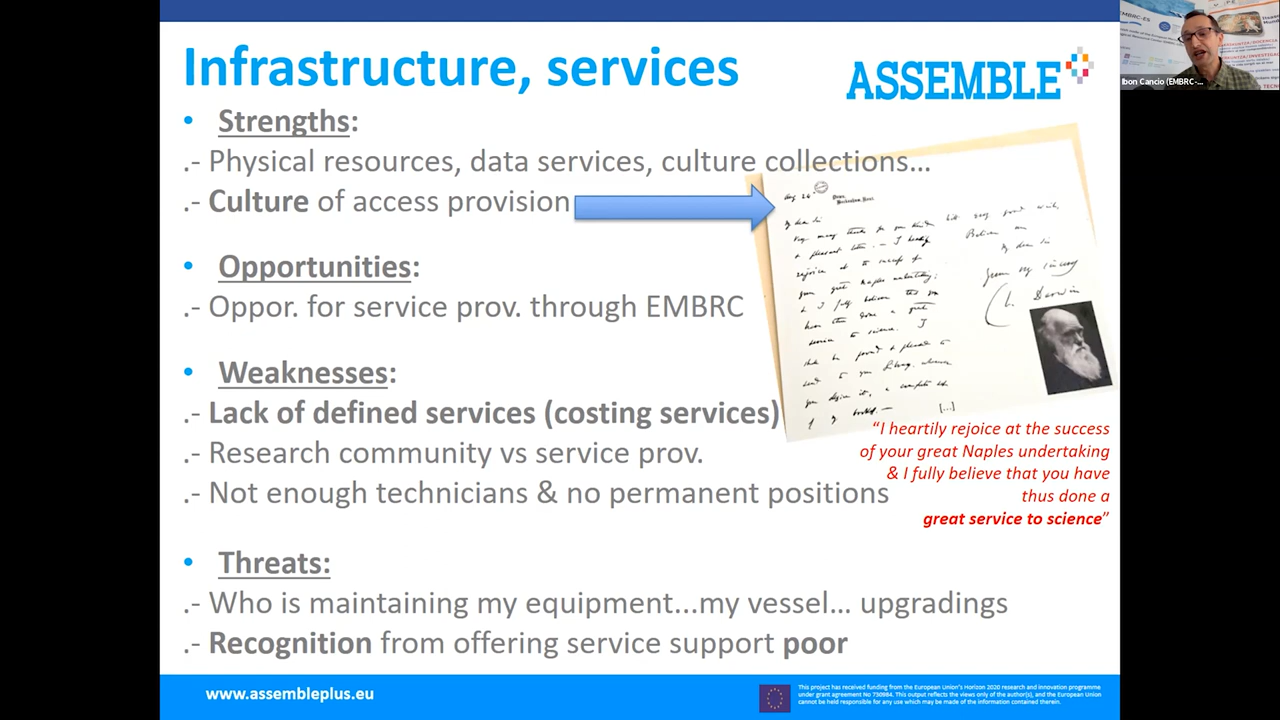 Infrastructure, services
ASSEMBLE
• Strengths:
.- Physical resources, data services, culture collections…
.- Culture of access provision
• Opportunities:
.- Oppor. for service prov. through EMBRC
• Weaknesses:
.- Lack of defined services (costing services)
.- Research community vs service prov.
.- Not enough technicians & no permanent positions
• Threats:
.- Who is maintaining my equipment...my vessel… upgradings
.- Recognition from offering service support poor
“I heartily rejoice at the success
of your great Naples undertaking
& I fully believe that you have
thus done a
great service to science”
www.assembleplus.eu
This project has received funding from the European Union's Horizon 2020 research and innovation programme
under grant agreement No 730984. This output reflects the views only of the author(s), and the European Union
cannot be held responsible for any use which may be made of the information contained therein.
EMBRC-ES
Ibon Cancio (EMBRC-...